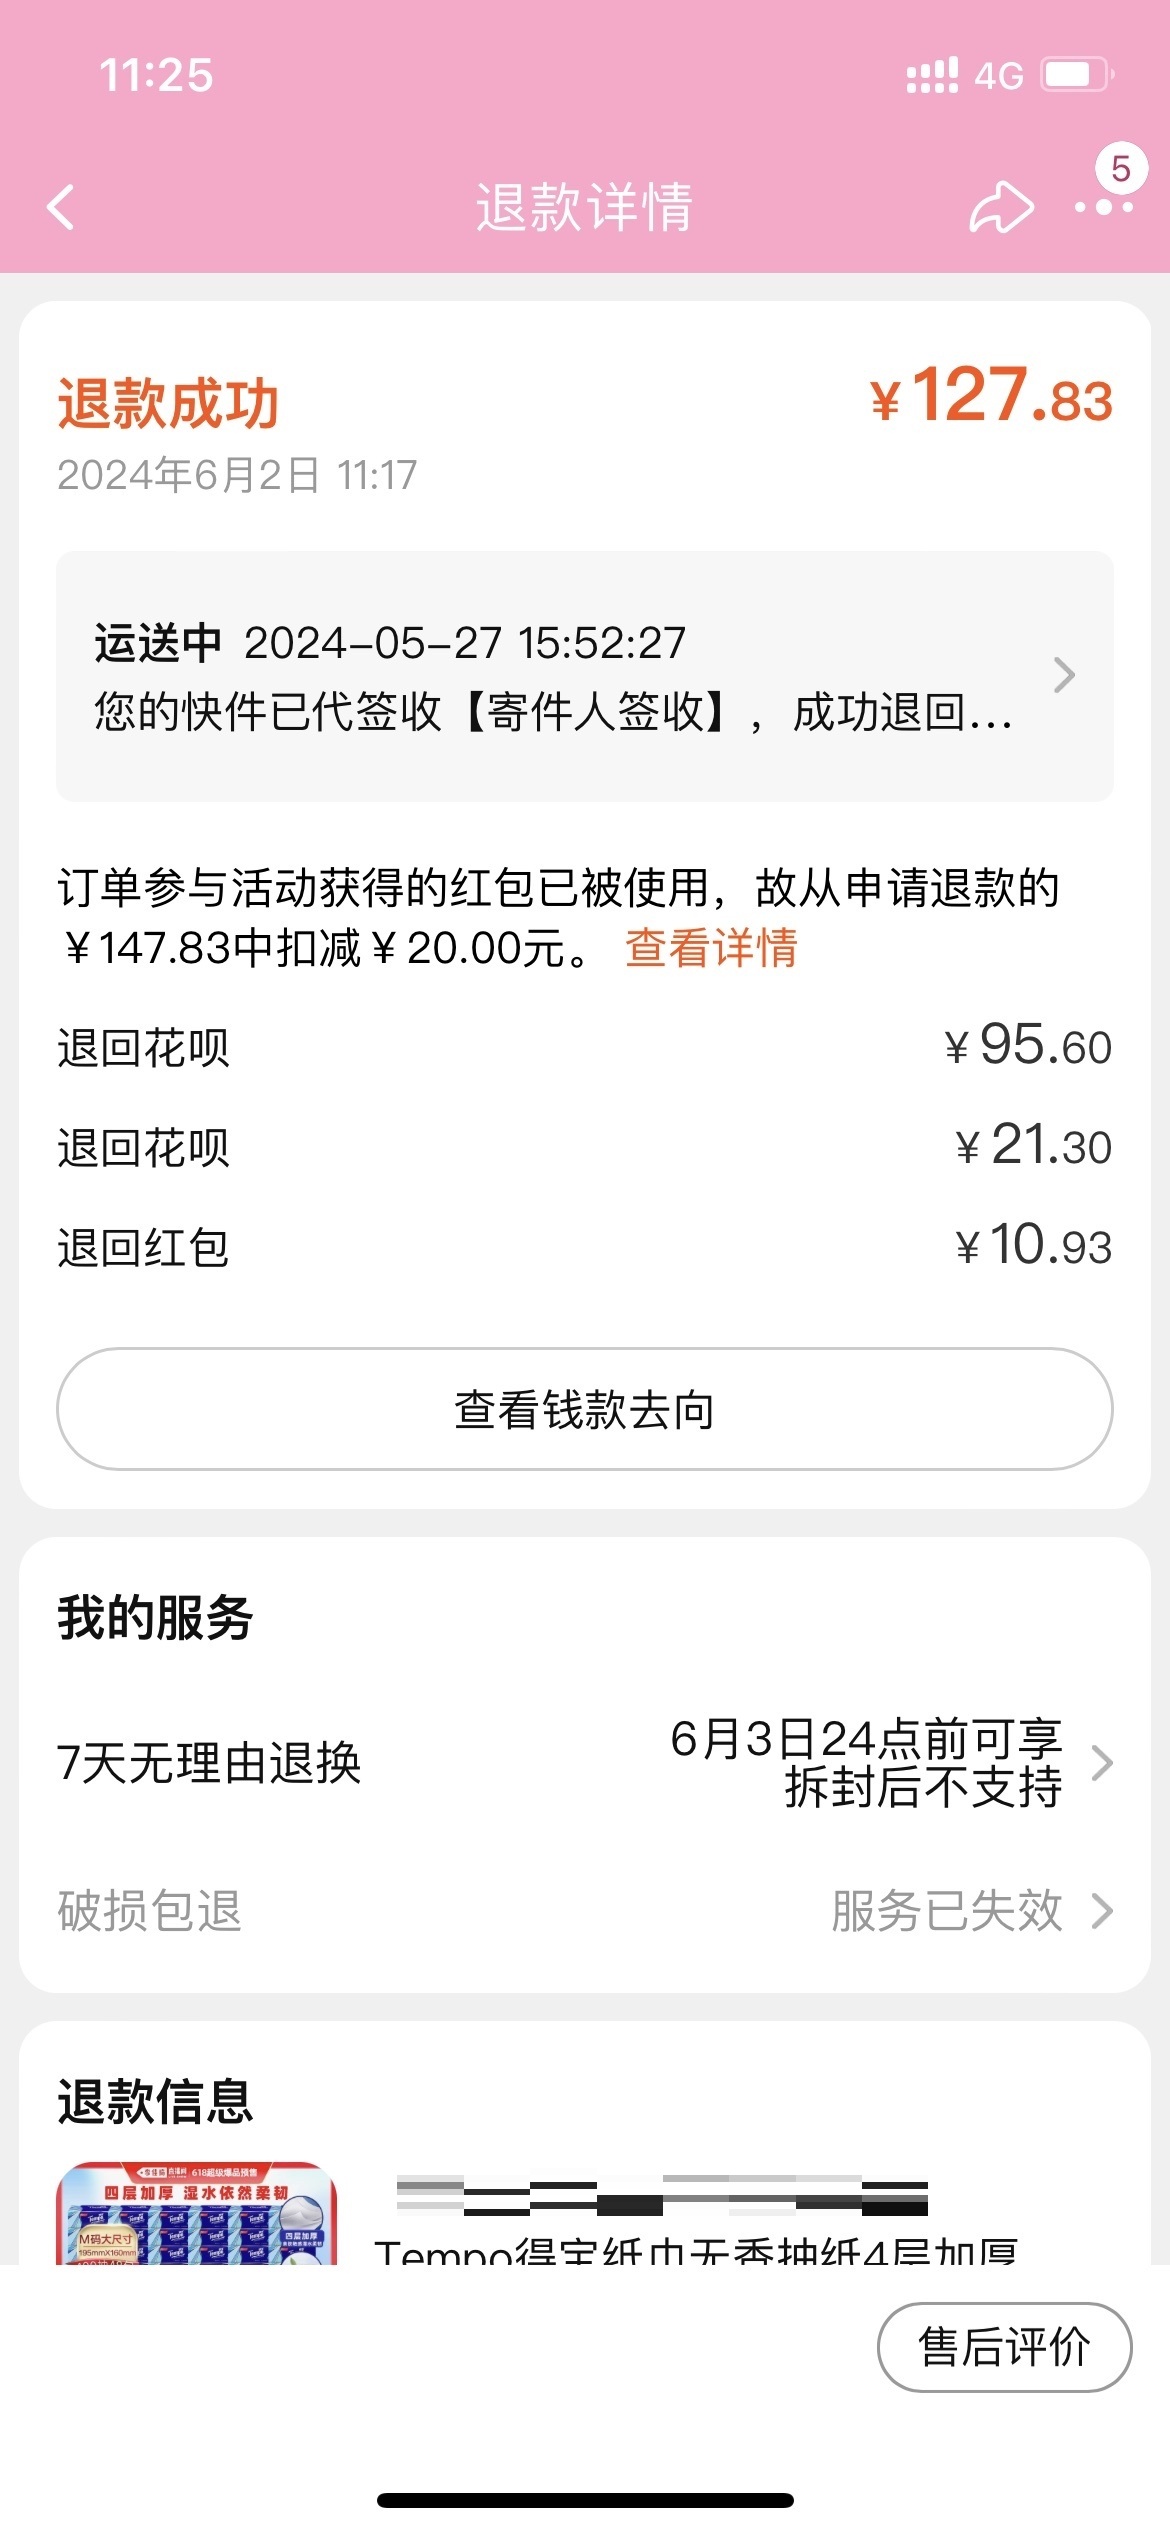 11:25
4G
5
退款详情
退款成功
¥127.83
2024年6月2日 11:17
运送中 2024-05-27 15:52:27
您的快件已代签收【寄件人签收】，成功退回...
订单参与活动获得的红包已被使用，故从申请退款的
¥147.83中扣减¥20.00元。 查看详情
退回花呗
¥95.60
退回花呗
¥21.30
退回红包
¥10.93
查看钱款去向
我的服务
7天无理由退换
6月3日24点前可享
拆封后不支持
破损包退
服务已失效
退款信息
618超级爆品预售
四层加厚 湿水依然柔韧
M码大尺寸
195mmX160mm
四层加厚
Tempo得宝纸巾无香抽纸4层加厚
售后评价